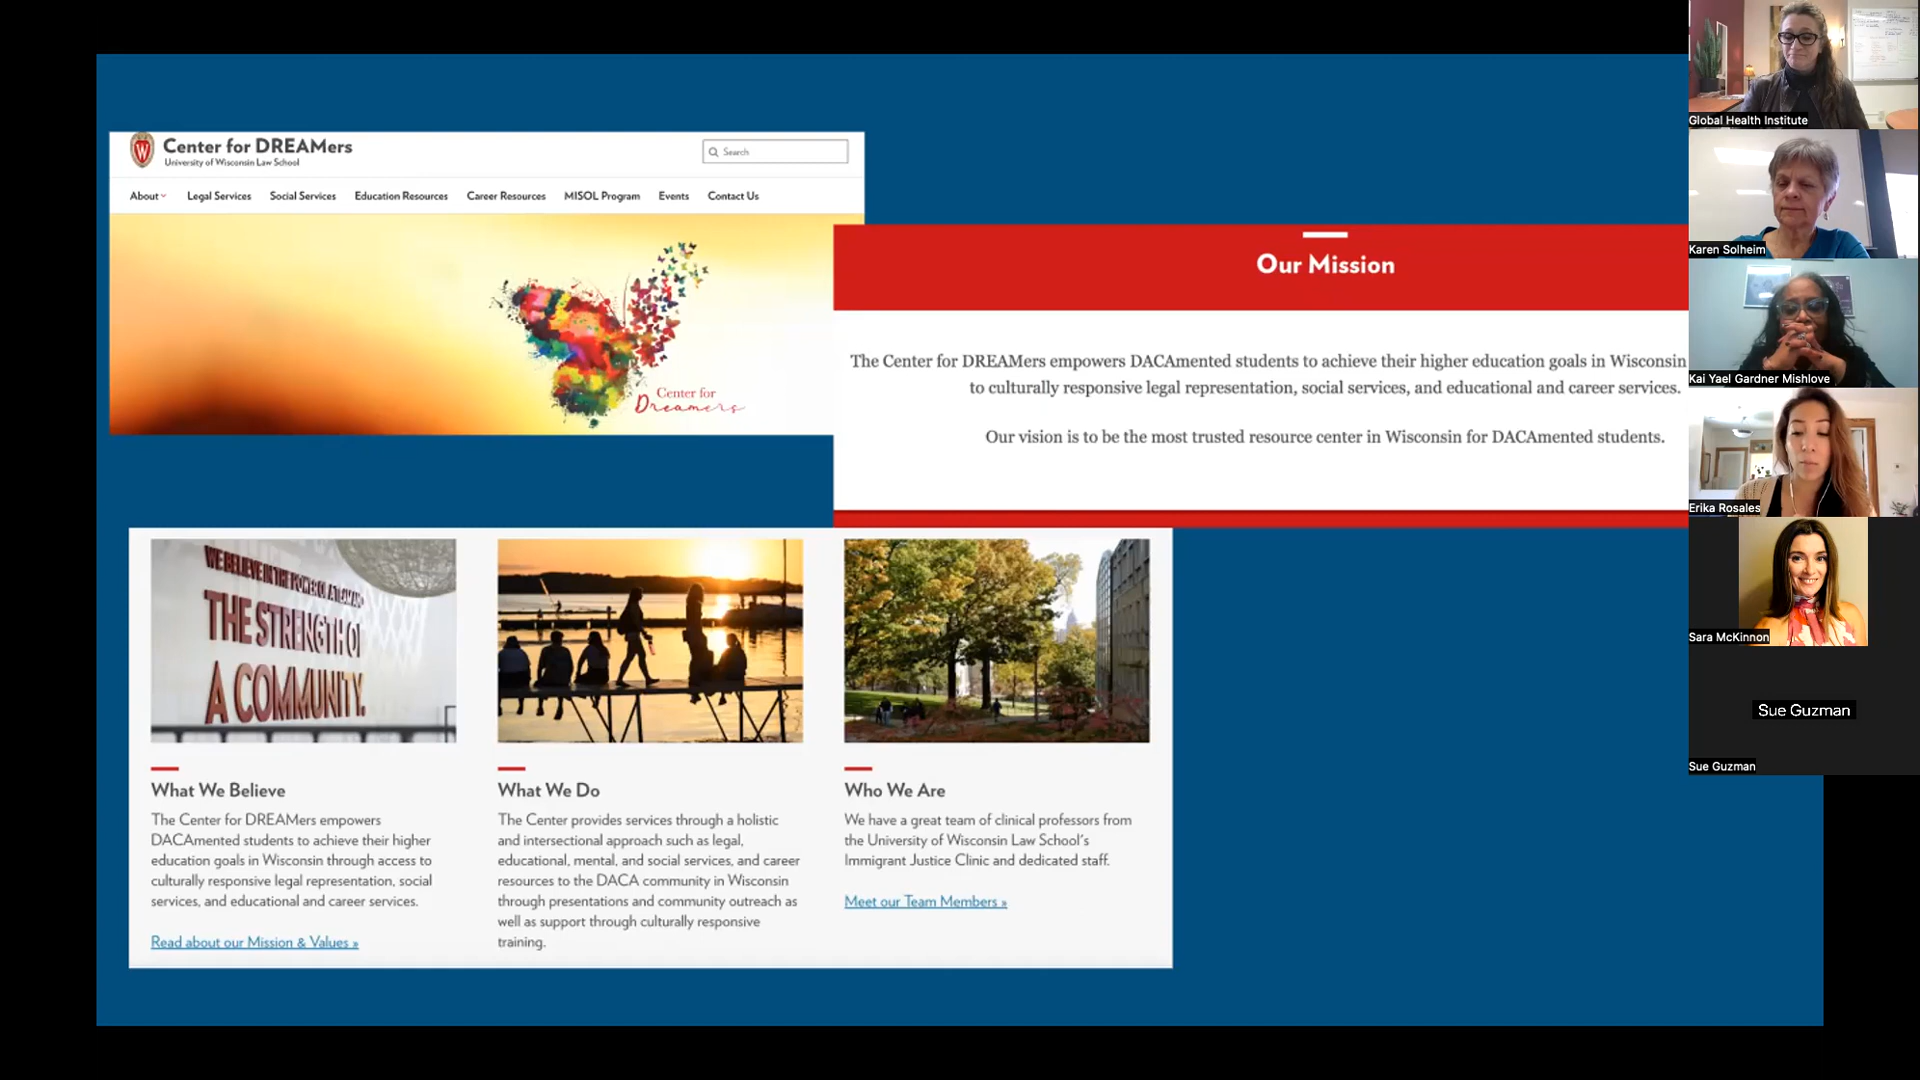 Center for DREAMers
University of Wisconsin Law School
Search
About
Legal Services
Social Services
Education Resources
Career Resources
MISOL Program
Events
Contact Us
Center for
Dreamers
Our Mission
The Center for DREAMers empowers DACAmented students to achieve their higher education goals in Wisconsin
to culturally responsive legal representation, social services, and educational and career services.
Our vision is to be the most trusted resource center in Wisconsin for DACAmented students.
WE BELIEVE IN THE POWER OF A TEAM AND
THE STRENGTH OF
A COMMUNITY.
What We Believe
The Center for DREAMers empowers
DACAmented students to achieve their higher
education goals in Wisconsin through access to
culturally responsive legal representation, social
services, and educational and career services.
Read about our Mission & Values »
What We Do
The Center provides services through a holistic
and intersectional approach such as legal,
educational, mental, and social services, and career
resources to the DACA community in Wisconsin
through presentations and community outreach as
well as support through culturally responsive
training.
Who We Are
We have a great team of clinical professors from
the University of Wisconsin Law School's
Immigrant Justice Clinic and dedicated staff.
Meet our Team Members »
Global Health Institute
Karen Solheim
Kai Yael Gardner Mishlove
Erika Rosales
Sara McKinnon
Sue Guzman
Sue Guzman